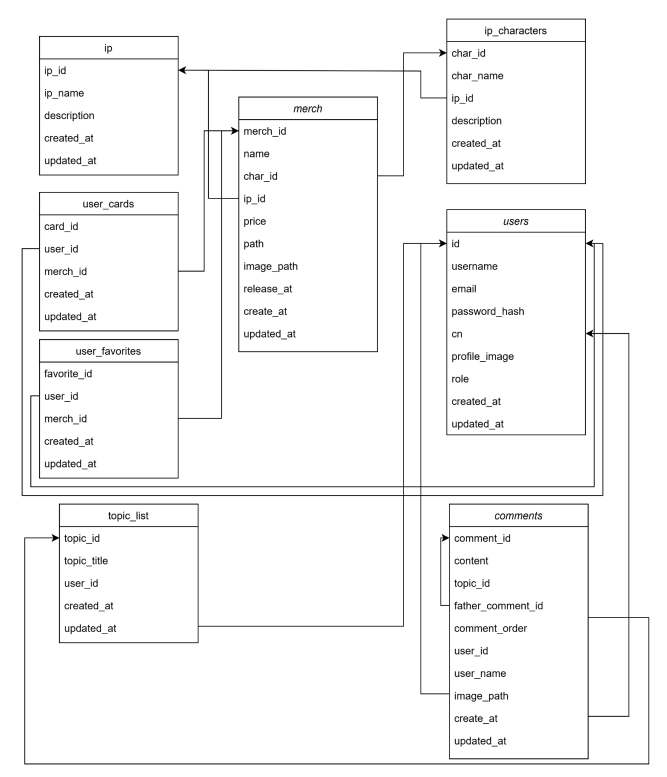 ip
ip_id
ip_name
description
created_at
updated_at
ip_characters
char_id
char_name
ip_id
description
created_at
updated_at
merch
merch_id
name
char_id
ip_id
price
path
image_path
release_at
create_at
updated_at
user_cards
card_id
user_id
merch_id
created_at
updated_at
users
id
username
email
password_hash
cn
profile_image
role
created_at
updated_at
user_favorites
favorite_id
user_id
merch_id
created_at
updated_at
topic_list
topic_id
topic_title
user_id
created_at
updated_at
comments
comment_id
content
topic_id
father_comment_id
comment_order
user_id
user_name
image_path
create_at
updated_at